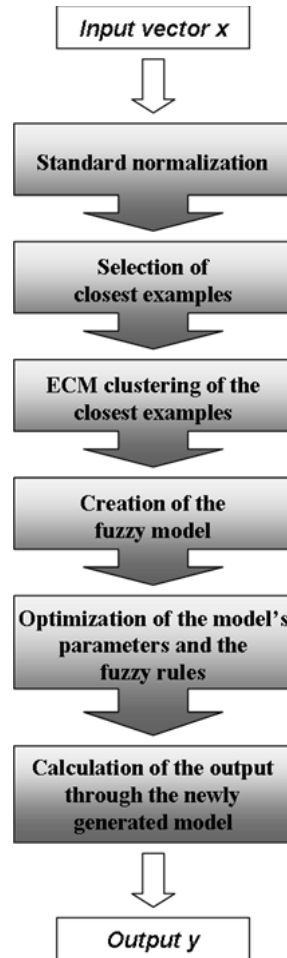 Input vector x
Standard normalization
Selection of
closest examples
ECM clustering of the
closest examples
Creation of the
fuzzy model
Optimization of the model's
parameters and the
fuzzy rules
Calculation of the output
through the newly
generated model
Output y